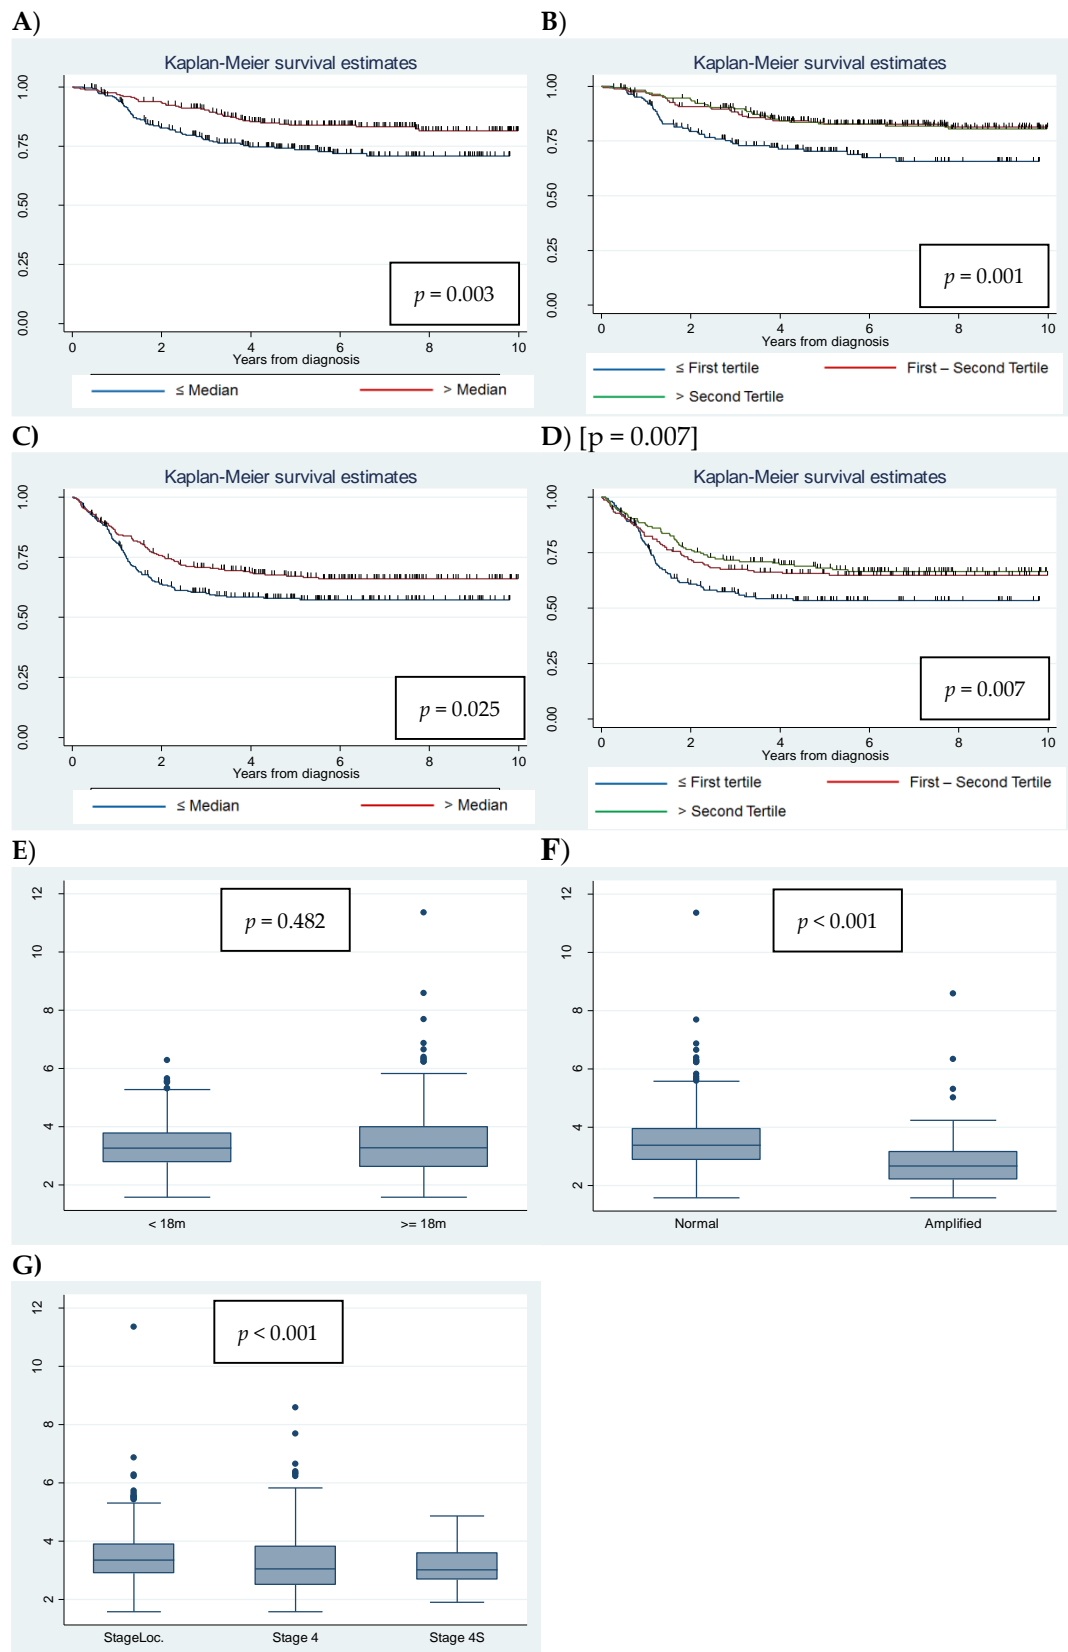 A)
Kaplan-Meier survival estimates
1.00
0.75
0.50
0.25
0.00
p = 0.003
0 2 4 6 8 10
Years from diagnosis
≤ Median > Median
B)
Kaplan-Meier survival estimates
1.00
0.75
0.50
0.25
0.00
p = 0.001
0 2 4 6 8 10
Years from diagnosis
≤ First tertile First – Second Tertile
> Second Tertile
C)
Kaplan-Meier survival estimates
1.00
0.75
0.50
0.25
0.00
p = 0.025
0 2 4 6 8 10
Years from diagnosis
≤ Median > Median
D) [p = 0.007]
Kaplan-Meier survival estimates
1.00
0.75
0.50
0.25
0.00
p = 0.007
0 2 4 6 8 10
Years from diagnosis
≤ First tertile First – Second Tertile
> Second Tertile
E)
12
p = 0.482
10
8
6
4
2
< 18m >= 18m
F)
12
p < 0.001
10
8
6
4
2
Normal Amplified
G)
12
p < 0.001
10
8
6
4
2
StageLoc. Stage 4 Stage 4S